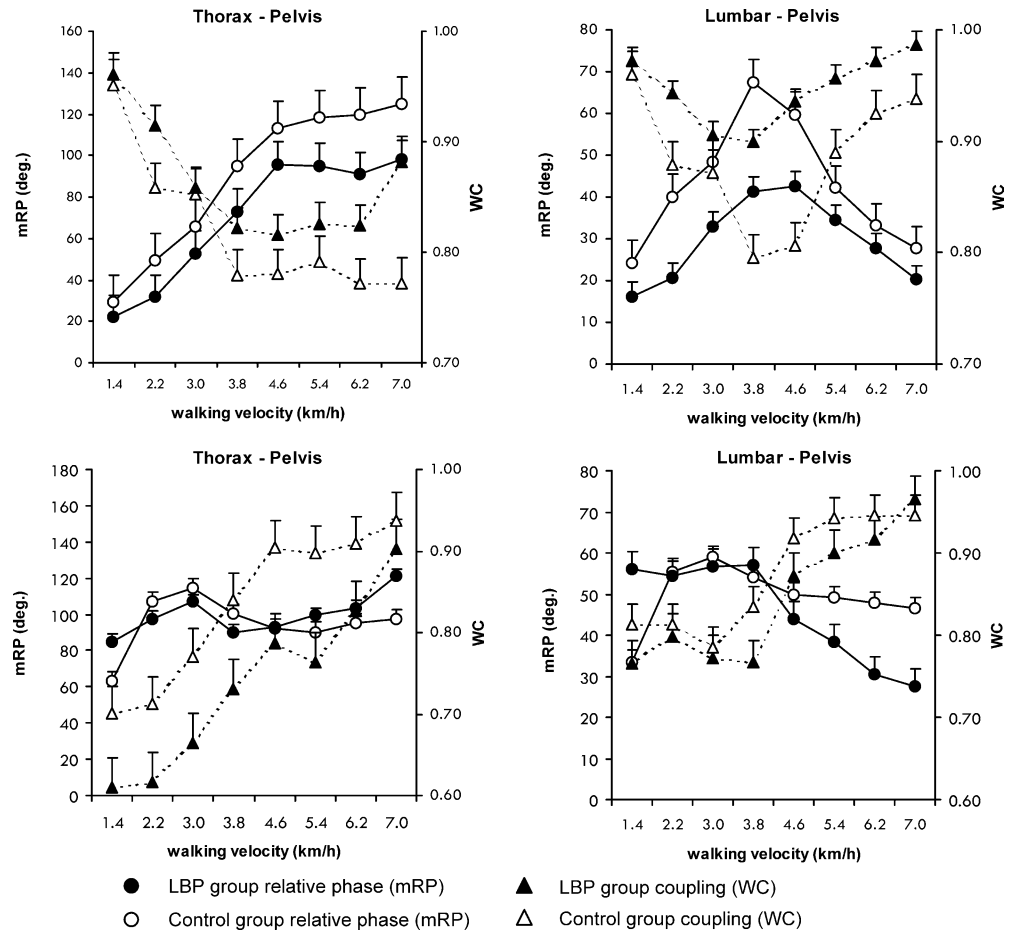 Thorax - Pelvis
160
140
120
100
80
60
40
20
0
mRP (deg.)
1.00
0.90
0.80
0.70
WC
1.4 2.2 3.0 3.8 4.6 5.4 6.2 7.0
walking velocity (km/h)
Lumbar - Pelvis
80
70
60
50
40
30
20
10
0
mRP (deg.)
1.00
0.90
0.80
0.70
WC
1.4 2.2 3.0 3.8 4.6 5.4 6.2 7.0
walking velocity (km/h)
Thorax - Pelvis
180
160
140
120
100
80
60
40
20
0
mRP (deg.)
1.00
0.90
0.80
0.70
0.60
WC
1.4 2.2 3.0 3.8 4.6 5.4 6.2 7.0
walking velocity (km/h)
Lumbar - Pelvis
80
70
60
50
40
30
20
10
0
mRP (deg.)
1.00
0.90
0.80
0.70
0.60
WC
1.4 2.2 3.0 3.8 4.6 5.4 6.2 7.0
walking velocity (km/h)
LBP group relative phase (mRP)
LBP group coupling (WC)
Control group relative phase (mRP)
Control group coupling (WC)